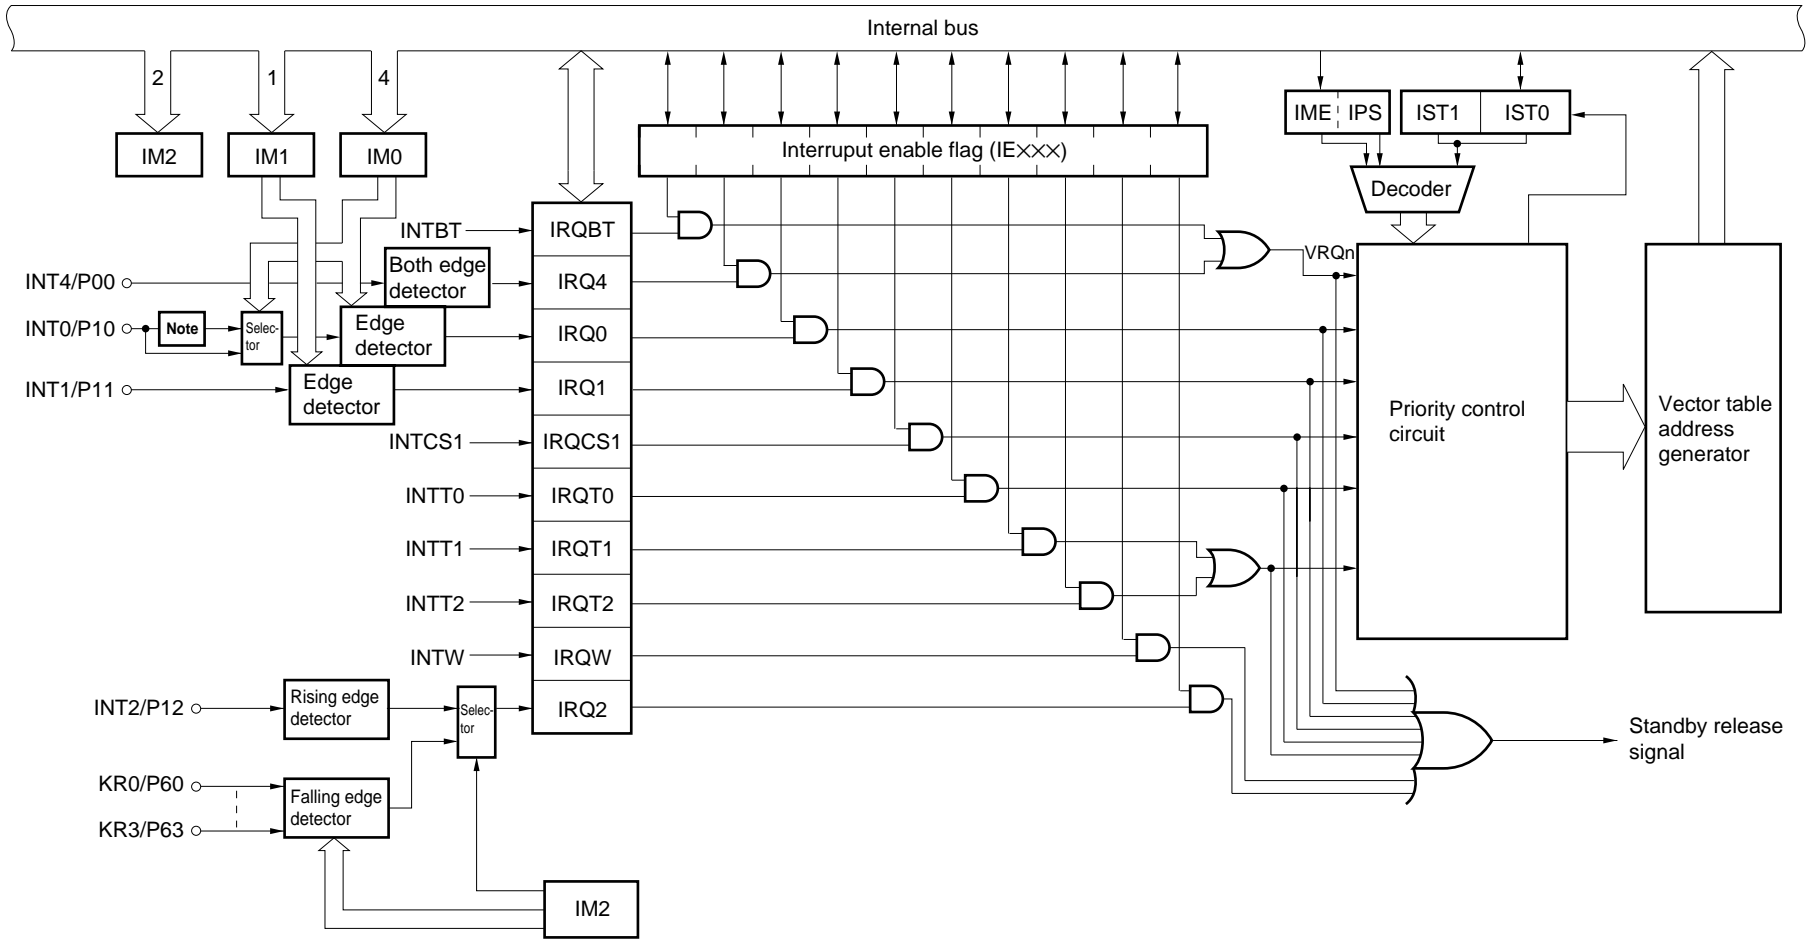 Internal bus
2
1
4
IM2
IM1
IM0
Interruput enable flag (IE×××)
IME
IPS
IST1
IST0
Decoder
INTBT
IRQBT
VRQn
INT4/P00
Both edge
detector
IRQ4
INT0/P10
Note
Selec-
tor
Edge
detector
IRQ0
INT1/P11
Edge
detector
IRQ1
Priority control
circuit
Vector table
address
generator
INTCS1
IRQCS1
INTT0
IRQT0
INTT1
IRQT1
INTT2
IRQT2
INTW
IRQW
INT2/P12
Rising edge
detector
Selec-
tor
IRQ2
Standby release
signal
KR0/P60
Falling edge
detector
KR3/P63
IM2